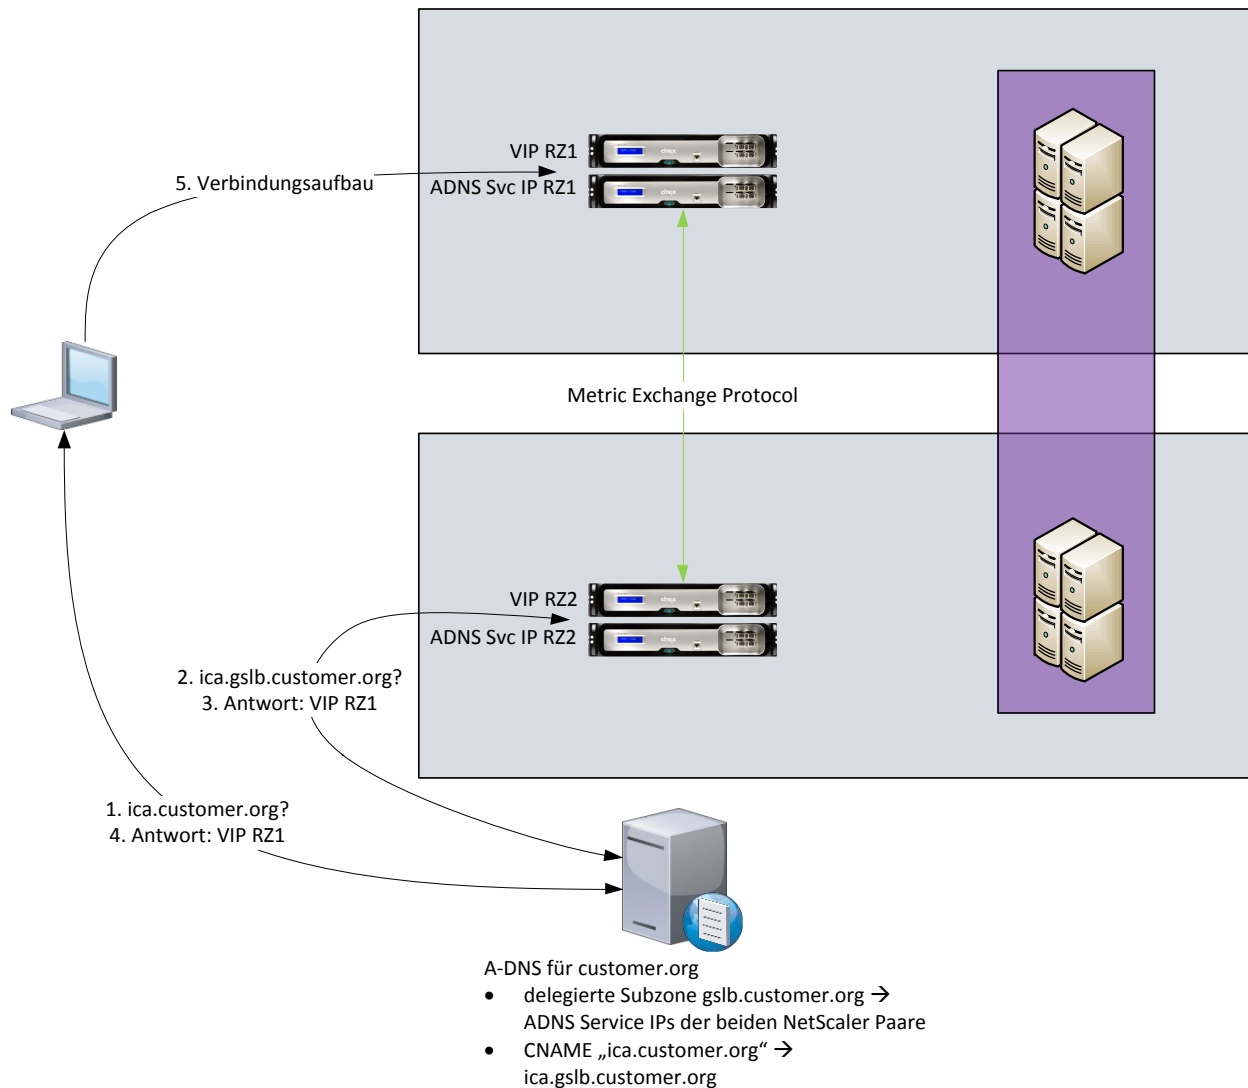 VIP RZ1
5. Verbindungsaufbau
ADNS Svc IP RZ1
Metric Exchange Protocol
VIP RZ2
ADNS Svc IP RZ2
2. ica.gslb.customer.org?
3. Antwort: VIP RZ1
1. ica.customer.org?
4. Antwort: VIP RZ1
A-DNS für customer.org
• delegierte Subzone gslb.customer.org →
ADNS Service IPs der beiden NetScaler Paare
• CNAME „ica.customer.org“ →
ica.gslb.customer.org